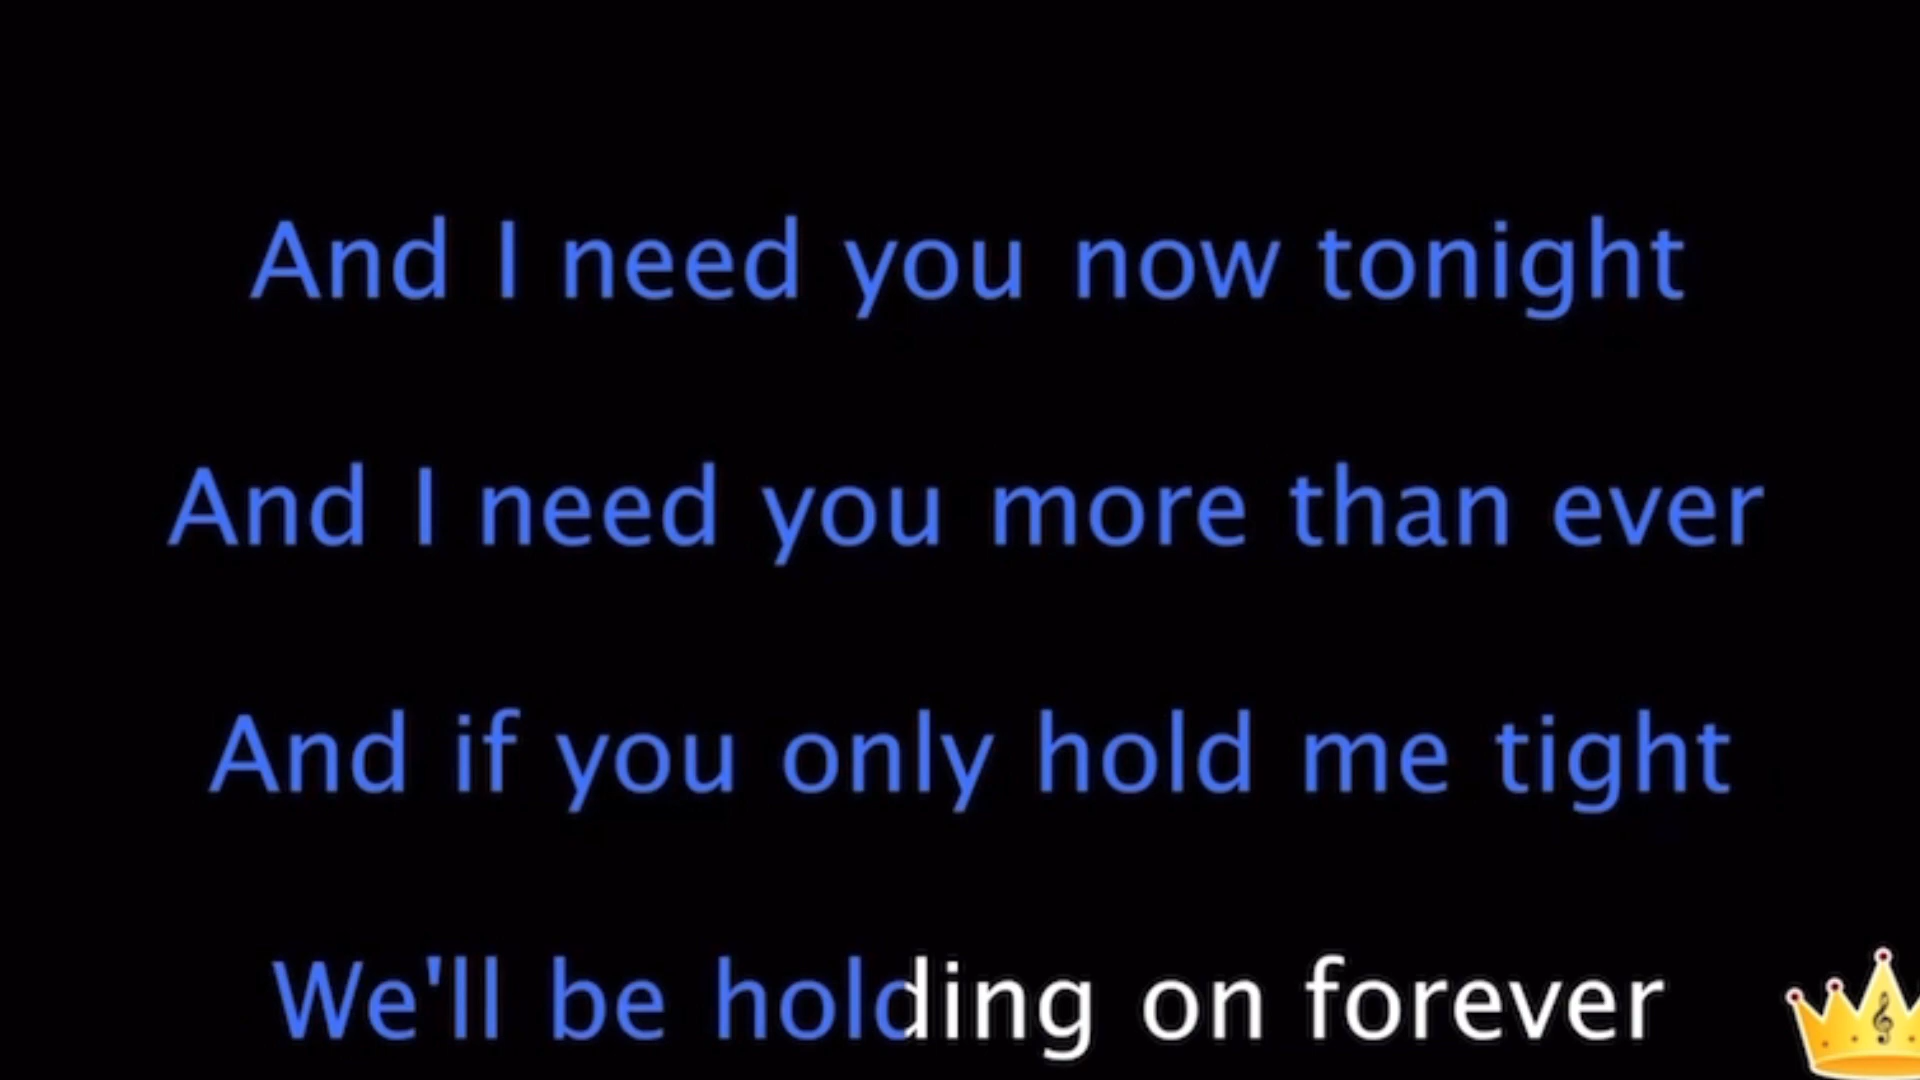 And I need you now tonight
And I need you more than ever
And if you only hold me tight
We'll be holding on forever